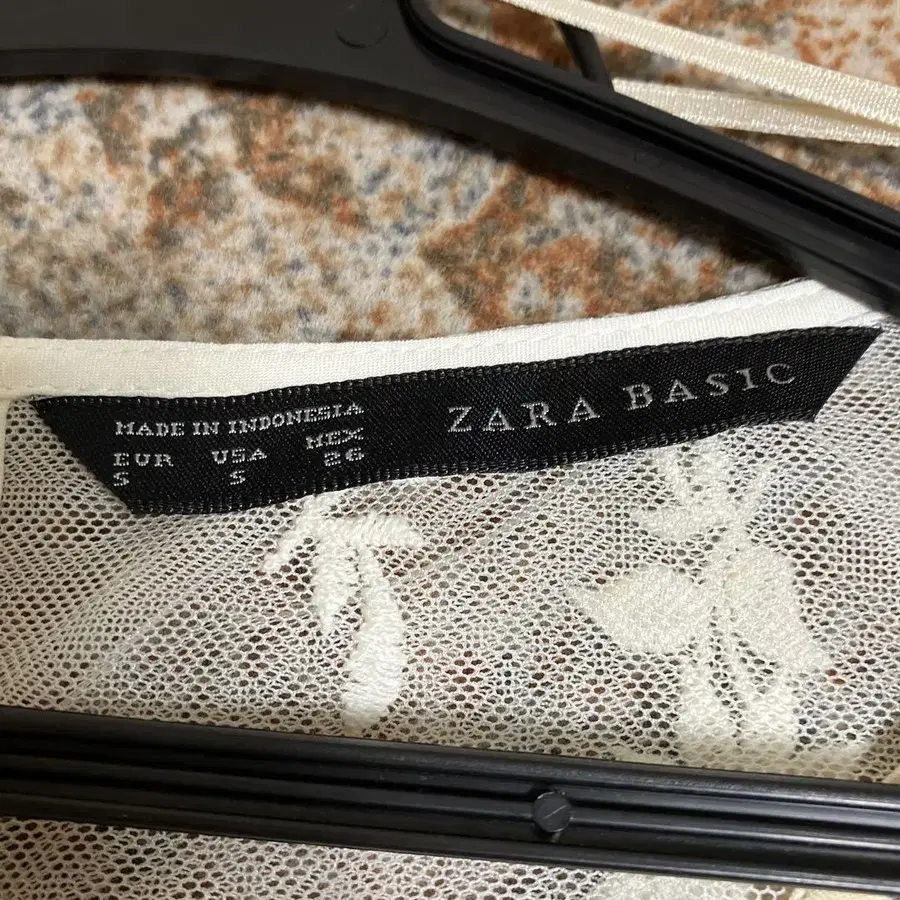 MADE IN INDONESIA
EUR USA MEX
S S 26
ZARA BASIC